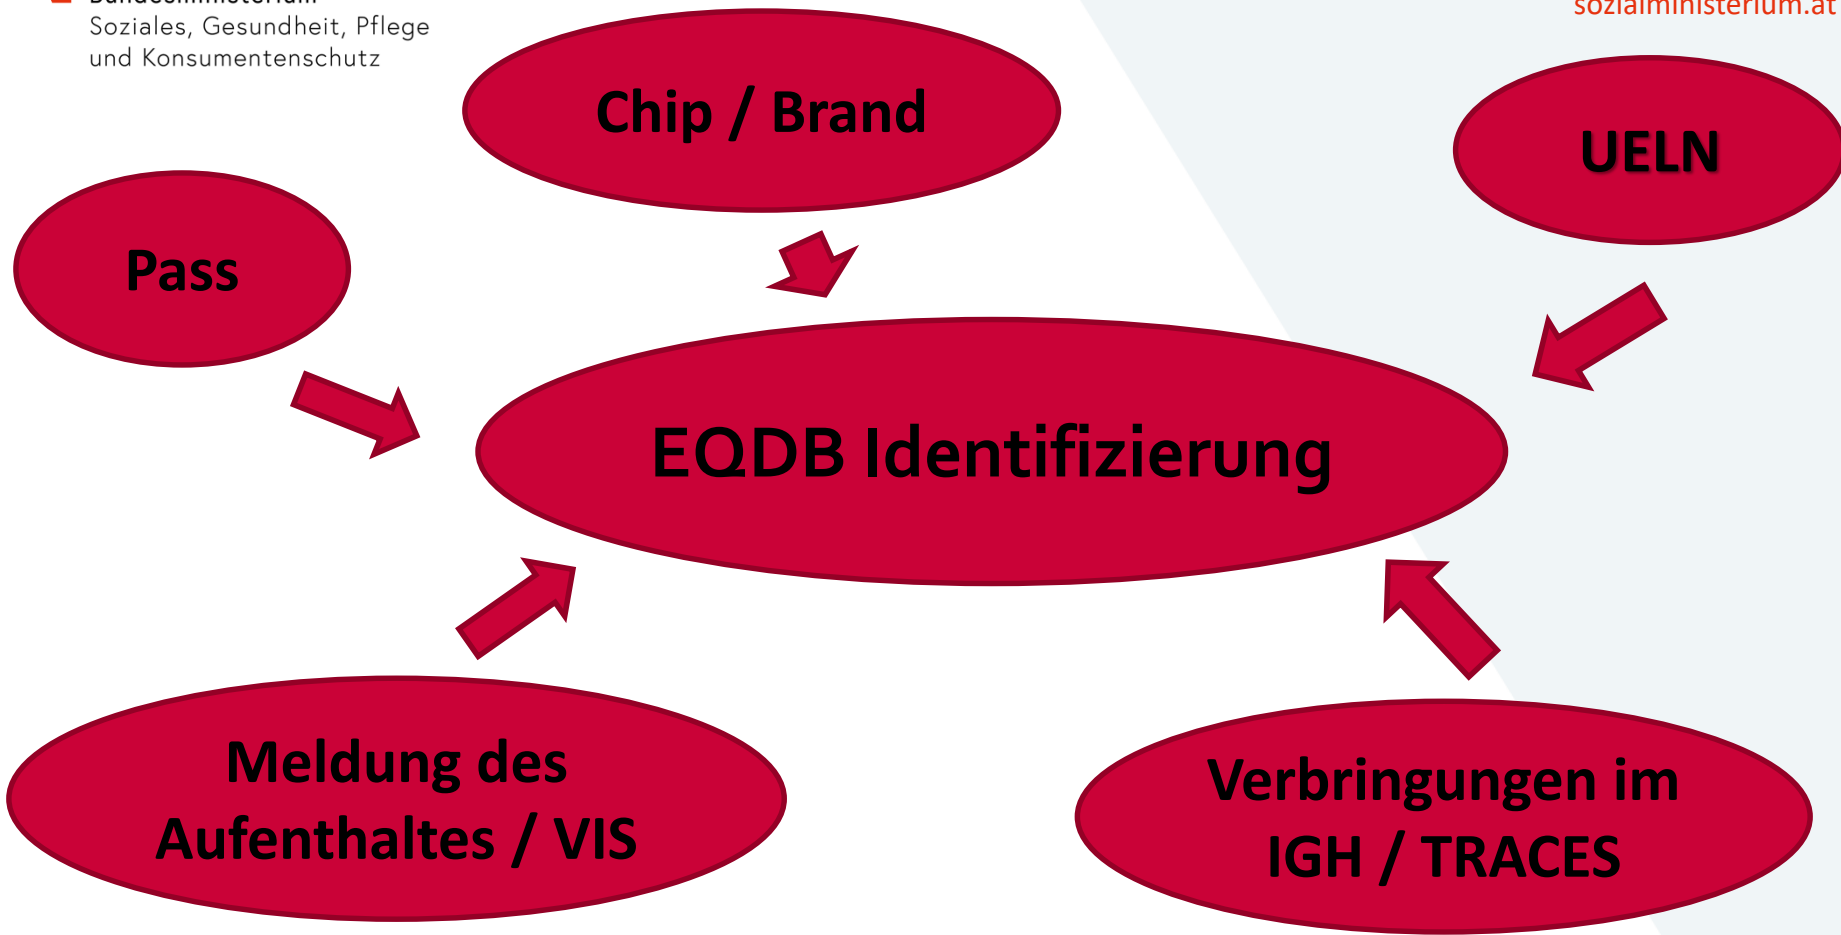 Bundesministerium
Soziales, Gesundheit, Pflege
und Konsumentenschutz
sozialministerium.at
Chip / Brand
UELN
Pass
EQDB Identifizierung
Meldung des
Aufenthaltes / VIS
Verbringungen im
IGH / TRACES